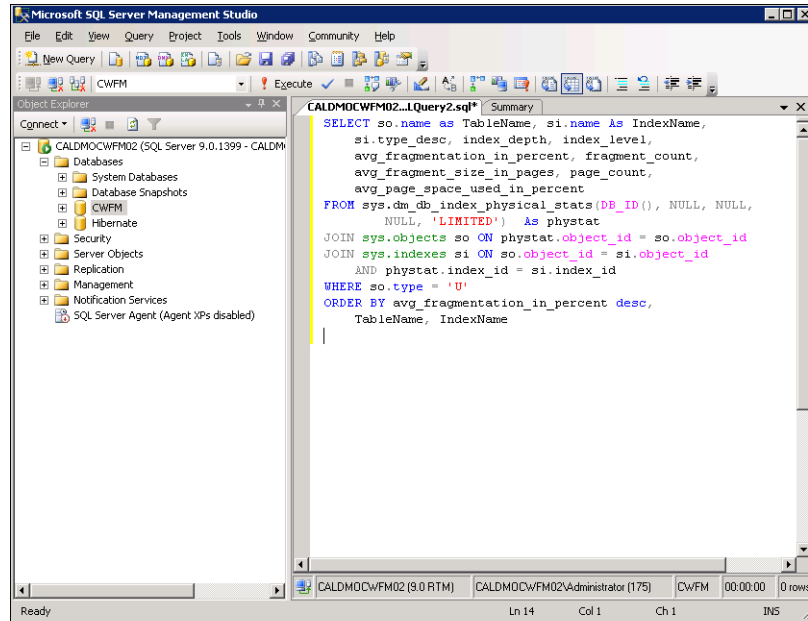 Microsoft SQL Server Management Studio
File Edit View Query Project Tools Window Community Help
New Query
CWFM
Execute
Object Explorer
CALDMOCWFM02...LQuery2.sql* Summary
Connect
CALDMOCWFM02 (SQL Server 9.0.1399 - CALDM
Databases
System Databases
Database Snapshots
CWFM
Hibernate
Security
Server Objects
Replication
Management
Notification Services
SQL Server Agent (Agent XPs disabled)
SELECT so.name as TableName, si.name As IndexName,
si.type_desc, index_depth, index_level,
avg_fragmentation_in_percent, fragment_count,
avg_fragment_size_in_pages, page_count,
avg_page_space_used_in_percent
FROM sys.dm_db_index_physical_stats(DB_ID(), NULL, NULL,
NULL, 'LIMITED') As phystat
JOIN sys.objects so ON phystat.object_id = so.object_id
JOIN sys.indexes si ON so.object_id = si.object_id
AND phystat.index_id = si.index_id
WHERE so.type = 'U'
ORDER BY avg_fragmentation_in_percent desc,
TableName, IndexName
CALDMOCWFM02 (9.0 RTM) CALDMOCWFM02\Administrator (175) CWFM 00:00:00 0 rows
Ready Ln 14 Col 1 Ch 1 INS